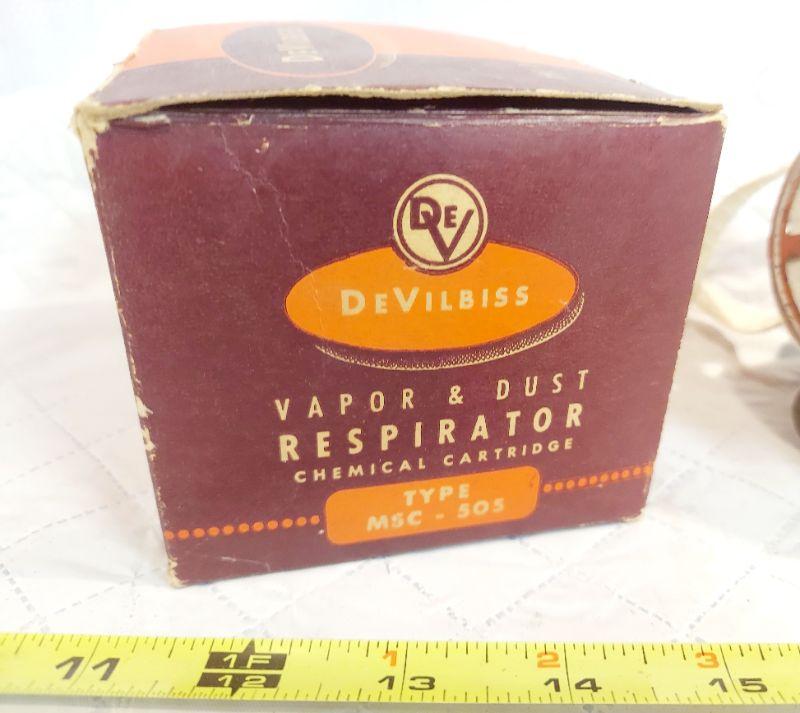 DEVILBISS
DEV
DEVILBISS
VAPOR & DUST
RESPIRATOR
CHEMICAL CARTRIDGE
TYPE
MSC - 505
1F 1 2 3
11 12 13 14 15